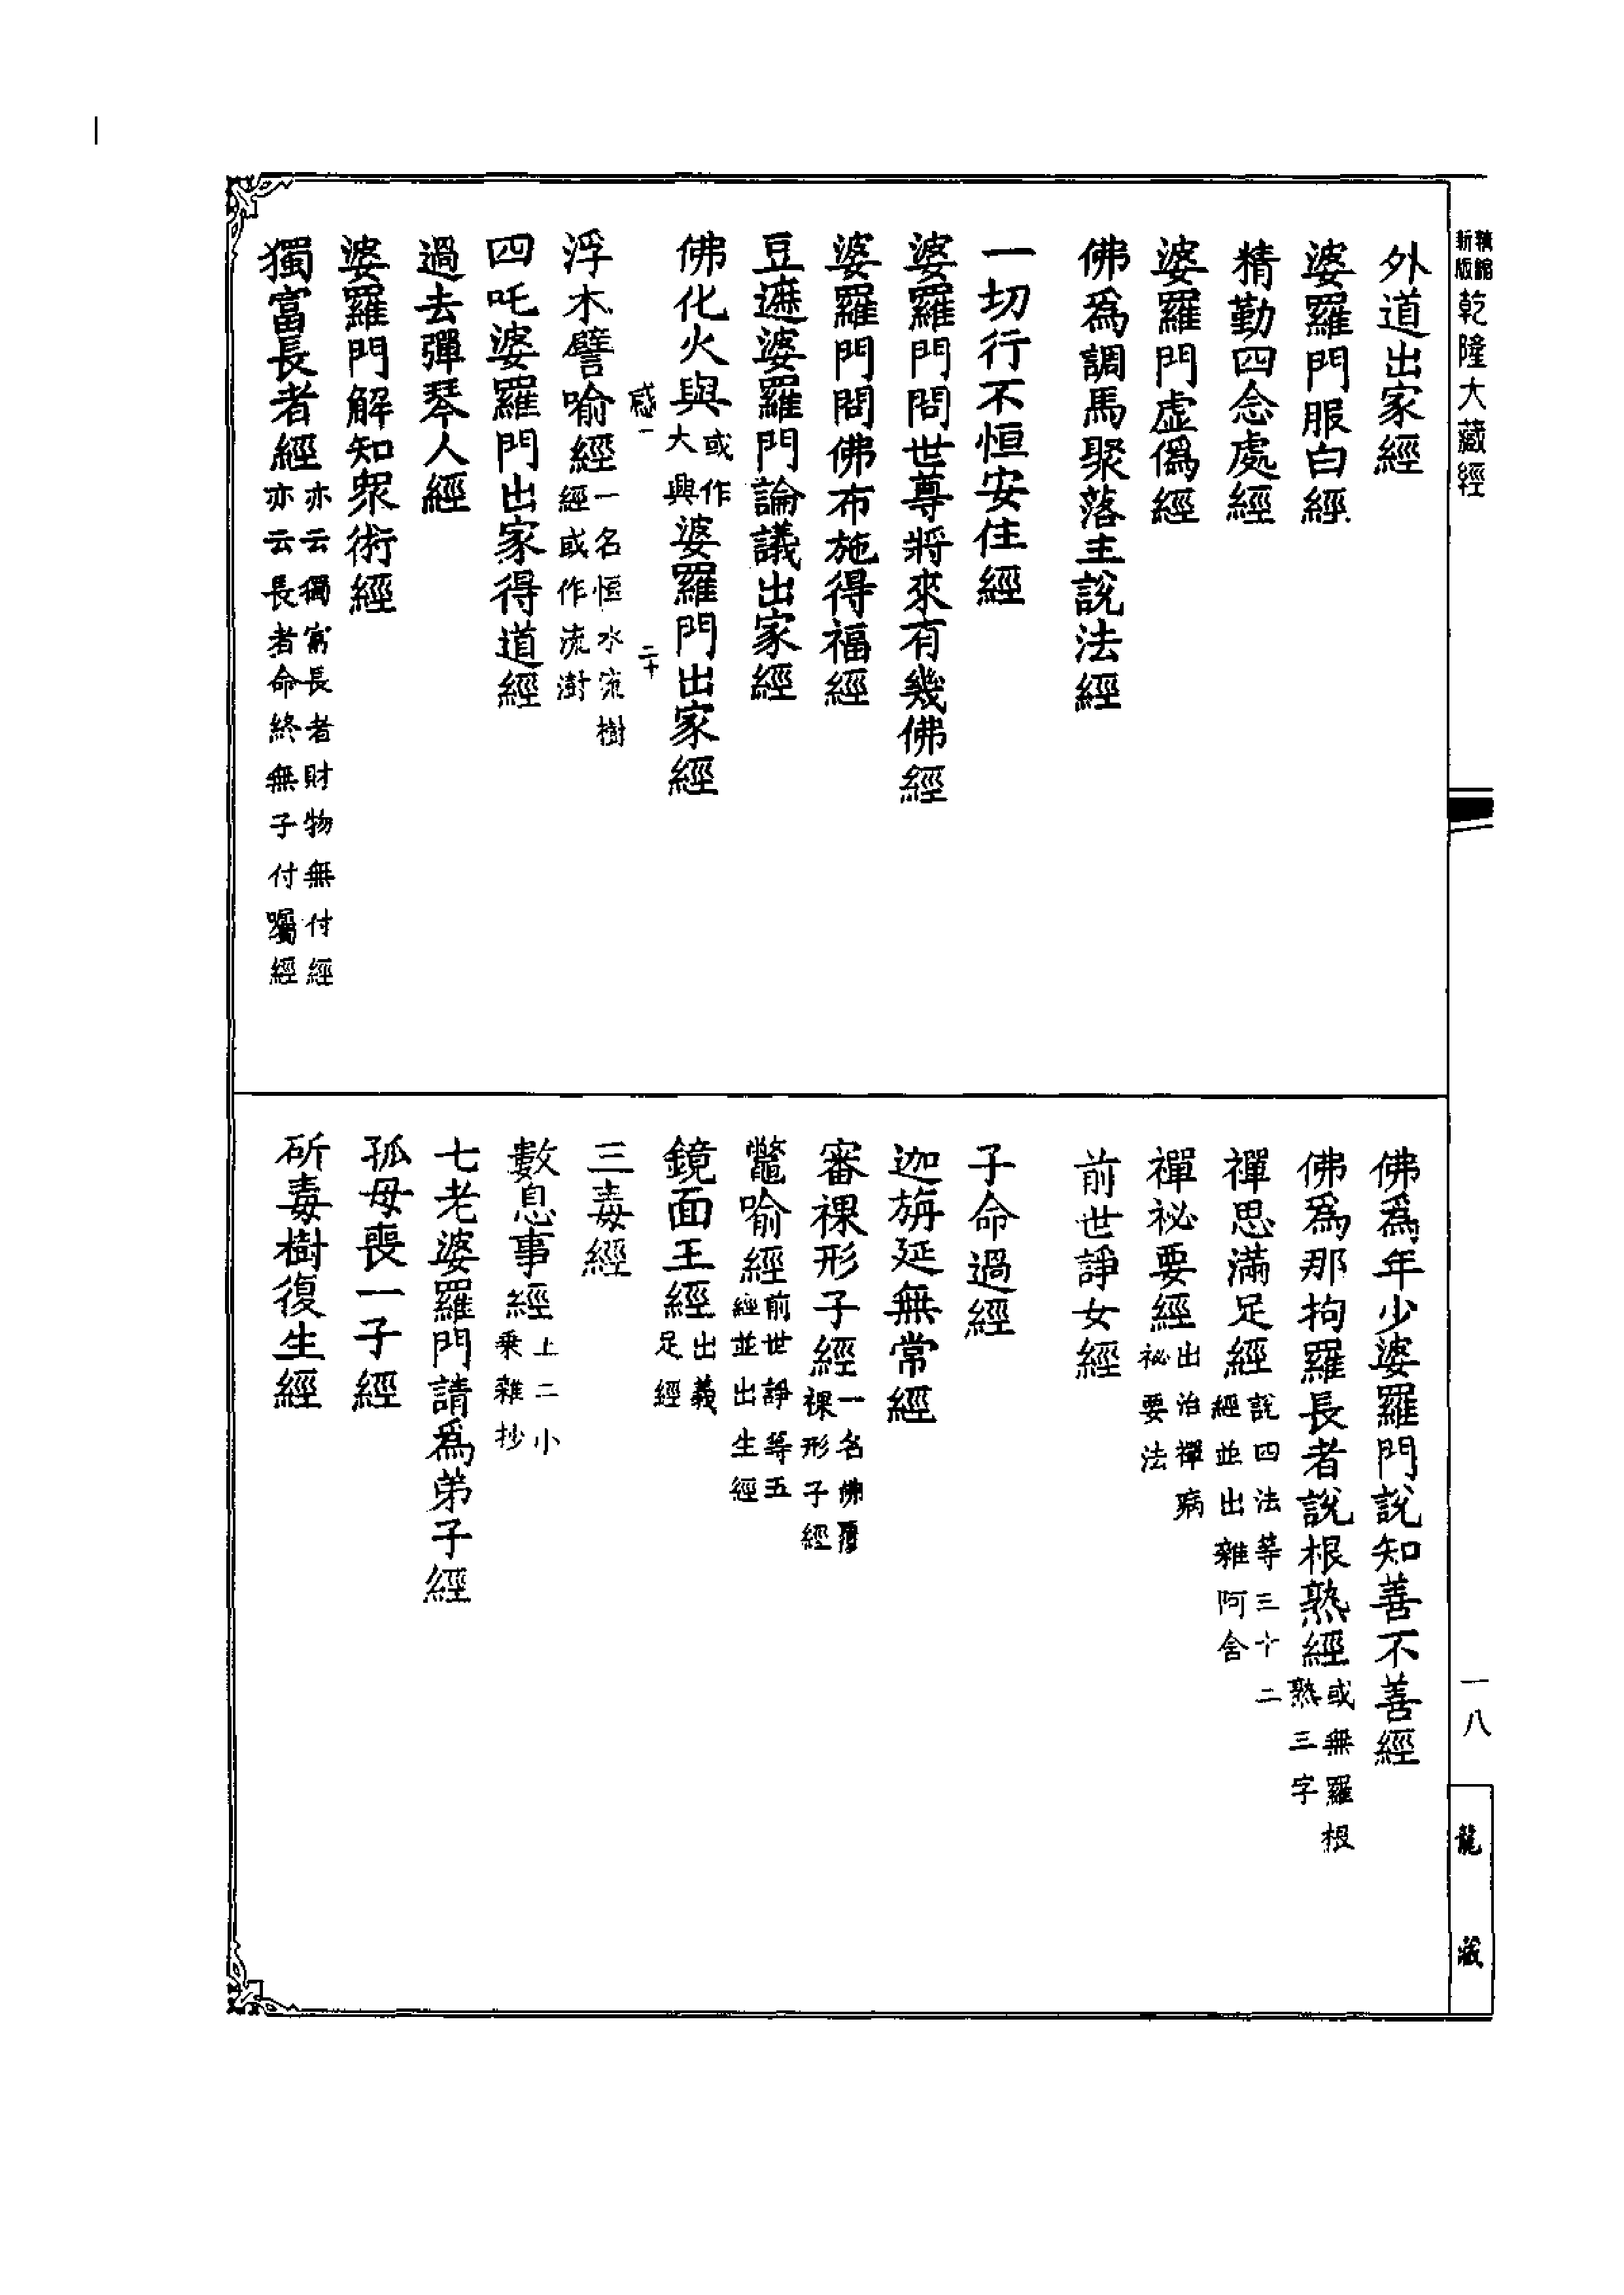 乾隆大藏經
外道出家經
婆羅門服白經
精勤四念處經
婆羅門虛僞經
佛爲調馬聚落主說法經
一切行不恒安住經
婆羅門問世尊將來有幾佛經
婆羅門問佛布施得福經
豆遮婆羅門論議出家經
佛化火與或作大興婆羅門出家經
二十
浮木譬喻經一名恒水流樹經或作流澍
四吒婆羅門出家得道經
過去彈琴人經
婆羅門解知衆術經
獨富長者經亦云獨富長者財物無付經亦云長者命終無子付囑經
佛爲年少婆羅門說知善不善經
佛爲那拘羅長者說根熟經或無羅根熟三字
禪思滿足經說四法等三十二經並出雜阿含
禪祕要經出治禪病祕要法
前世諍女經
子命過經
迦旃延無常經
審裸形子經一名佛覆裸形子經
鼈喻經前世諍等五經並出生經
鏡面王經出義足經
三毒經
數息事經上二小乘雜抄
七老婆羅門請爲弟子經
孤母喪一子經
斫毒樹復生經
一八
龍藏